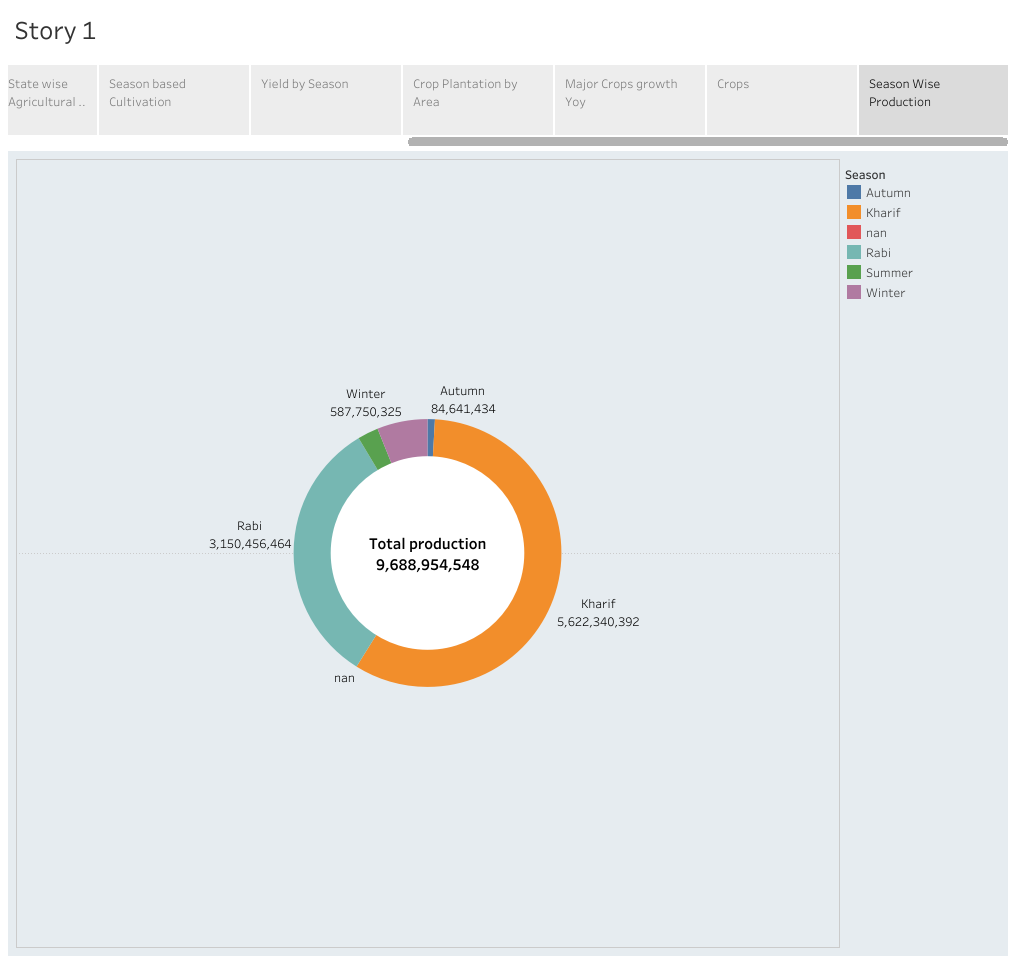 Story 1
State wise
Agricultural ..
Season based
Cultivation
Yield by Season
Crop Plantation by
Area
Major Crops growth
Yoy
Crops
Season Wise
Production
Season
Autumn
Kharif
nan
Rabi
Summer
Winter
Winter
587,750,325
Autumn
84,641,434
Rabi
3,150,456,464
Total production
9,688,954,548
Kharif
5,622,340,392
nan